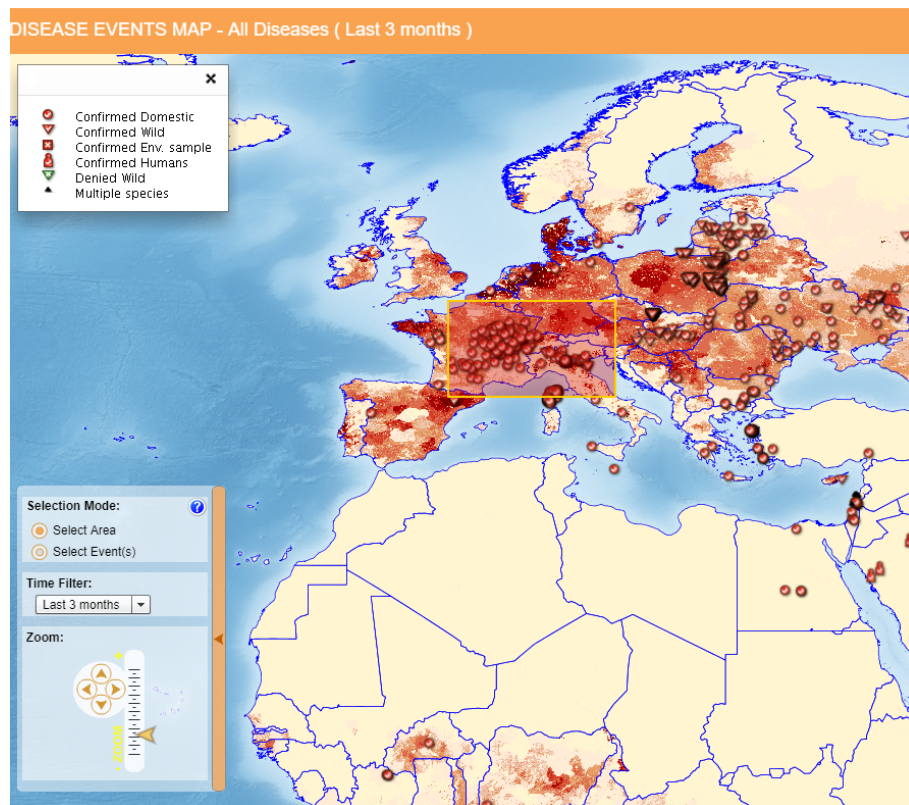 DISEASE EVENTS MAP - All Diseases ( Last 3 months )
×
Confirmed Domestic
Confirmed Wild
Confirmed Env. sample
Confirmed Humans
Denied Wild
Multiple species
Selection Mode:
?
Select Area
Select Event(s)
Time Filter:
Last 3 months
Zoom: